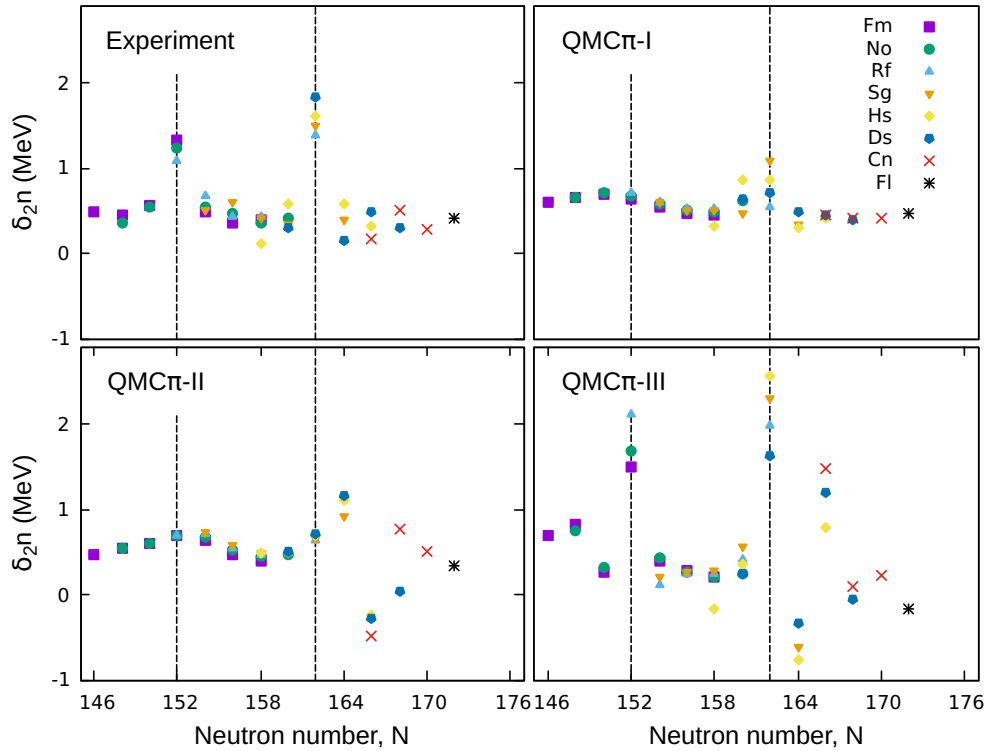 Experiment
QMCπ-I
Fm
No
Rf
Sg
Hs
Ds
Cn
Fl
2
1
0
-1
δ₂n (MeV)
QMCπ-II
QMCπ-III
2
1
0
-1
δ₂n (MeV)
146 152 158 164 170 176
146 152 158 164 170 176
Neutron number, N
Neutron number, N